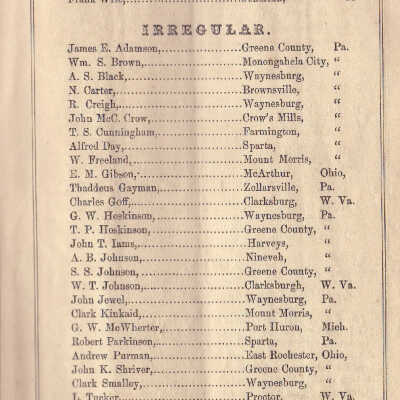 IRREGULAR.
James E. Adamson,....................Greene County, Pa.
Wm. S. Brown,....................Monongahela City, “
A. S. Black,....................Waynesburg, “
N. Carter,....................Brownsville, “
R. Creigh,....................Waynesburg, “
John McC. Crow,....................Crow's Mills, “
T. S. Cunningham,....................Farmington, “
Alfred Day,....................Sparta, “
W. Freeland,....................Mount Morris, “
E. M. Gibson,....................McArthur, Ohio,
Thaddeus Gayman,....................Zollarsville, Pa.
Charles Goff,....................Clarksburg, W. Va.
G. W. Hoskinson,....................Waynesburg, Pa.
T. P. Hoskinson,....................Greene County, “
John T. Iams,....................Harveys, “
A. B. Johnson,....................Nineveh, “
S. S. Johnson,....................Greene County, “
W. T. Johnson,....................Clarksburgh, W. Va.
John Jewel,....................Waynesburg, Pa.
Clark Kinkaid,....................Mount Morris, “
G. W. McWherter,....................Port Huron, Mich.
Robert Parkinson,....................Sparta, Pa.
Andrew Purman,....................East Rochester, Ohio,
John K. Shriver,....................Greene County, “
Clark Smalley,....................Waynesburg, “
L. Tucker,....................Proctor, W. Va.